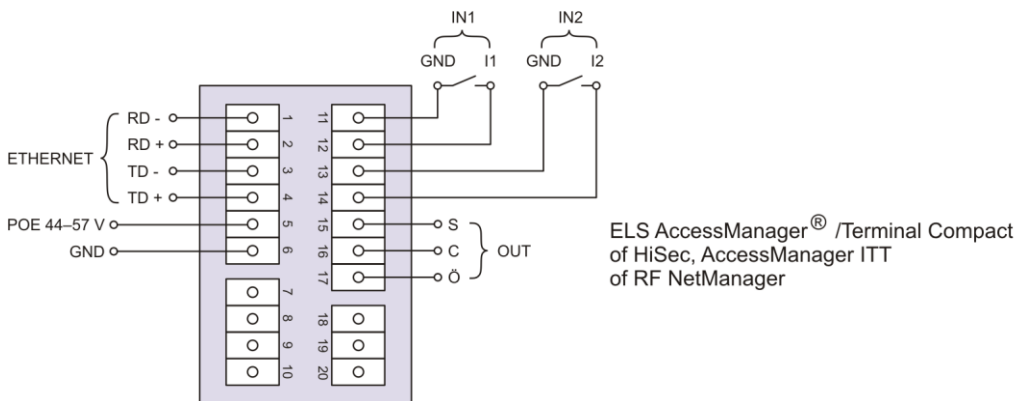 IN1
IN2
GND I1
GND I2
RD -
RD +
ETHERNET
TD -
TD +
POE 44–57 V
GND
1
2
3
4
5
6
7
8
9
10
11
12
13
14
15
16
17
18
19
20
S
C
Ö
OUT
ELS AccessManager® /Terminal Compact
of HiSec, AccessManager ITT
of RF NetManager